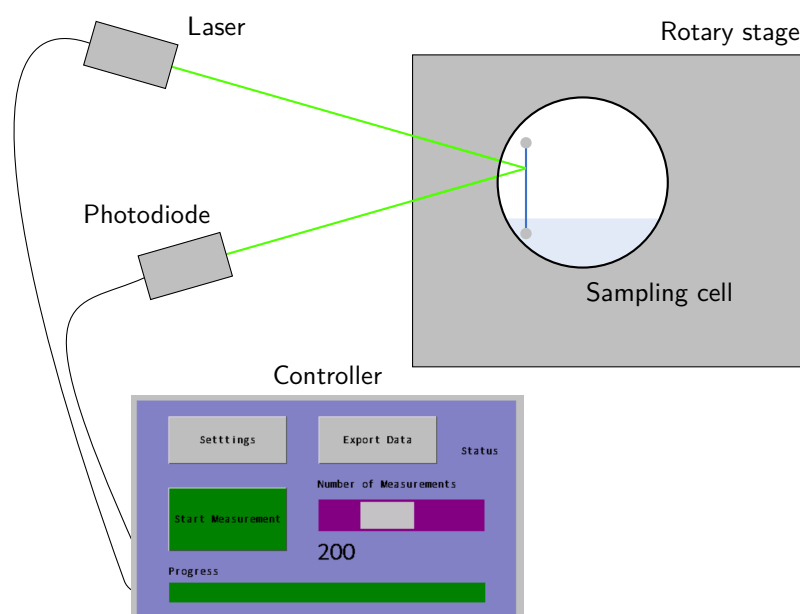 Laser
Rotary stage
Photodiode
Sampling cell
Controller
Setttings
Export Data
Status
Number of Measurements
Start Measurement
200
Progress